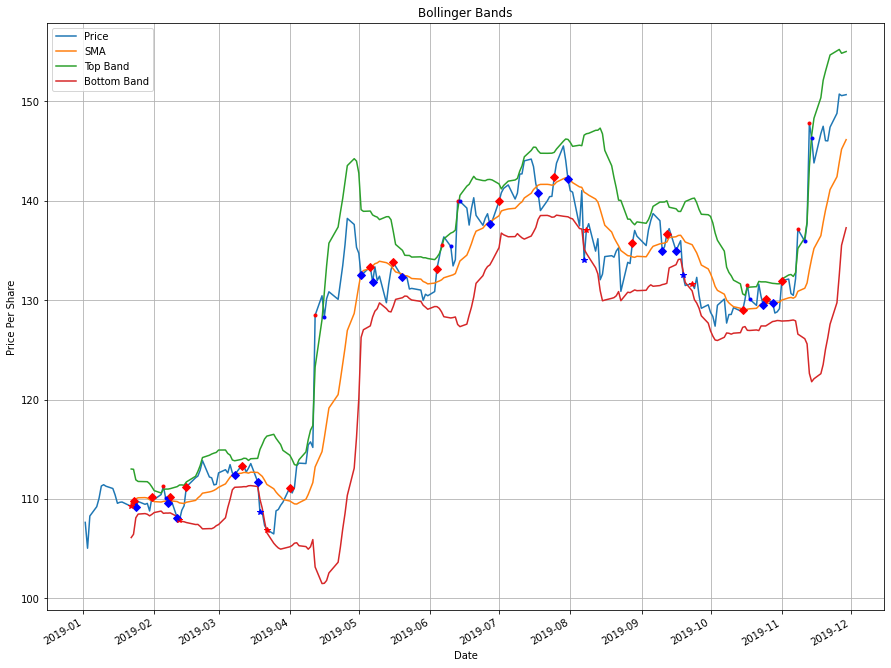 Bollinger Bands
Price
SMA
Top Band
Bottom Band
Price Per Share
150
140
130
120
110
100
2019-01
2019-02
2019-03
2019-04
2019-05
2019-06
2019-07
2019-08
2019-09
2019-10
2019-11
2019-12
Date